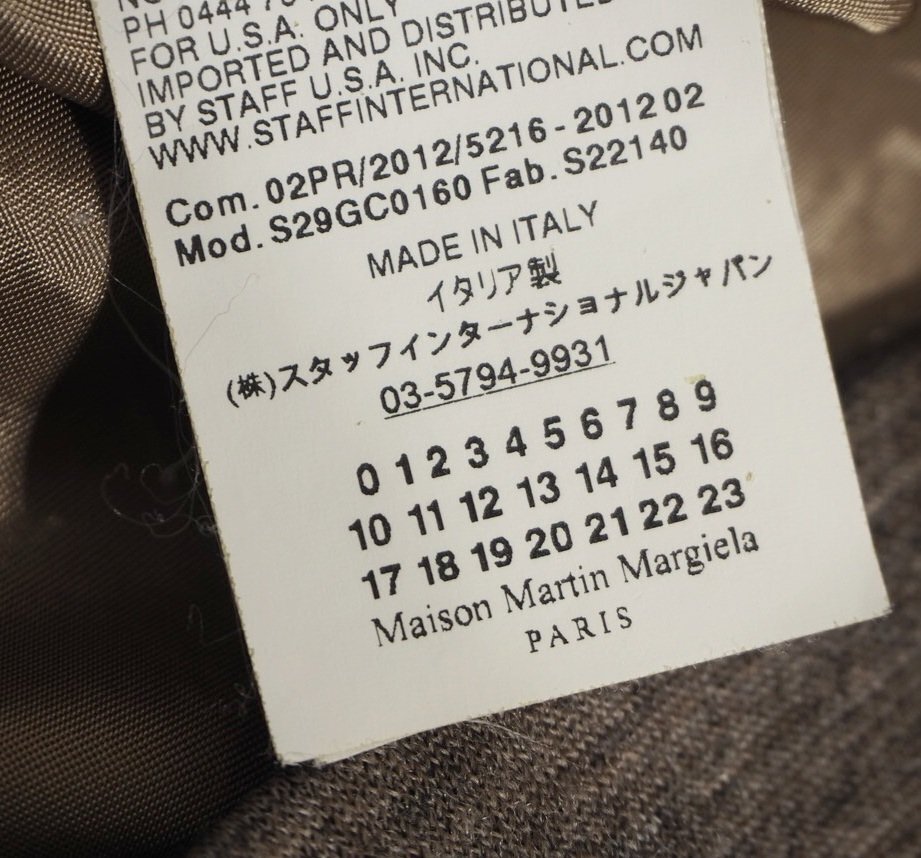 PH 0444
FOR U.S.A. ONLY
IMPORTED AND DISTRIBUTED
BY STAFF U.S.A. INC.
WWW.STAFFINTERNATIONAL.COM
Com. 02PR/2012/5216 - 2012 02
Mod. S29GC0160 Fab. S22140
MADE IN ITALY
イタリア製
(株)スタッフインターナショナルジャパン
03-5794-9931
0 1 2 3 4 5 6 7 8 9
10 11 12 13 14 15 16
17 18 19 20 21 22 23
Maison Martin Margiela
PARIS